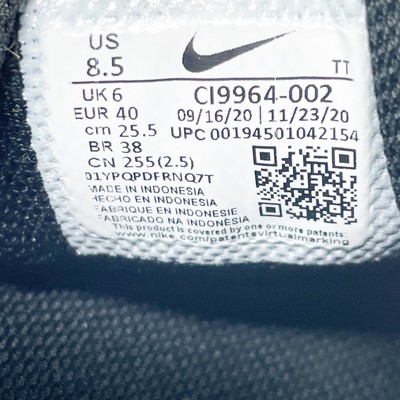 US
8.5
TT
UK 6
CI9964-002
EUR 40
09/16/20 | 11/23/20
cm 25.5
UPC 00194501042154
BR 38
CN 255(2.5)
01YPQPDFRNQ7T
MADE IN INDONESIA
HECHO EN INDONESIA
FABRIQUE EN INDONESIE
FABRICADO NA INDONESIA
This product is covered by one or more patents:
www.nike.com/patentsvirtualmarking